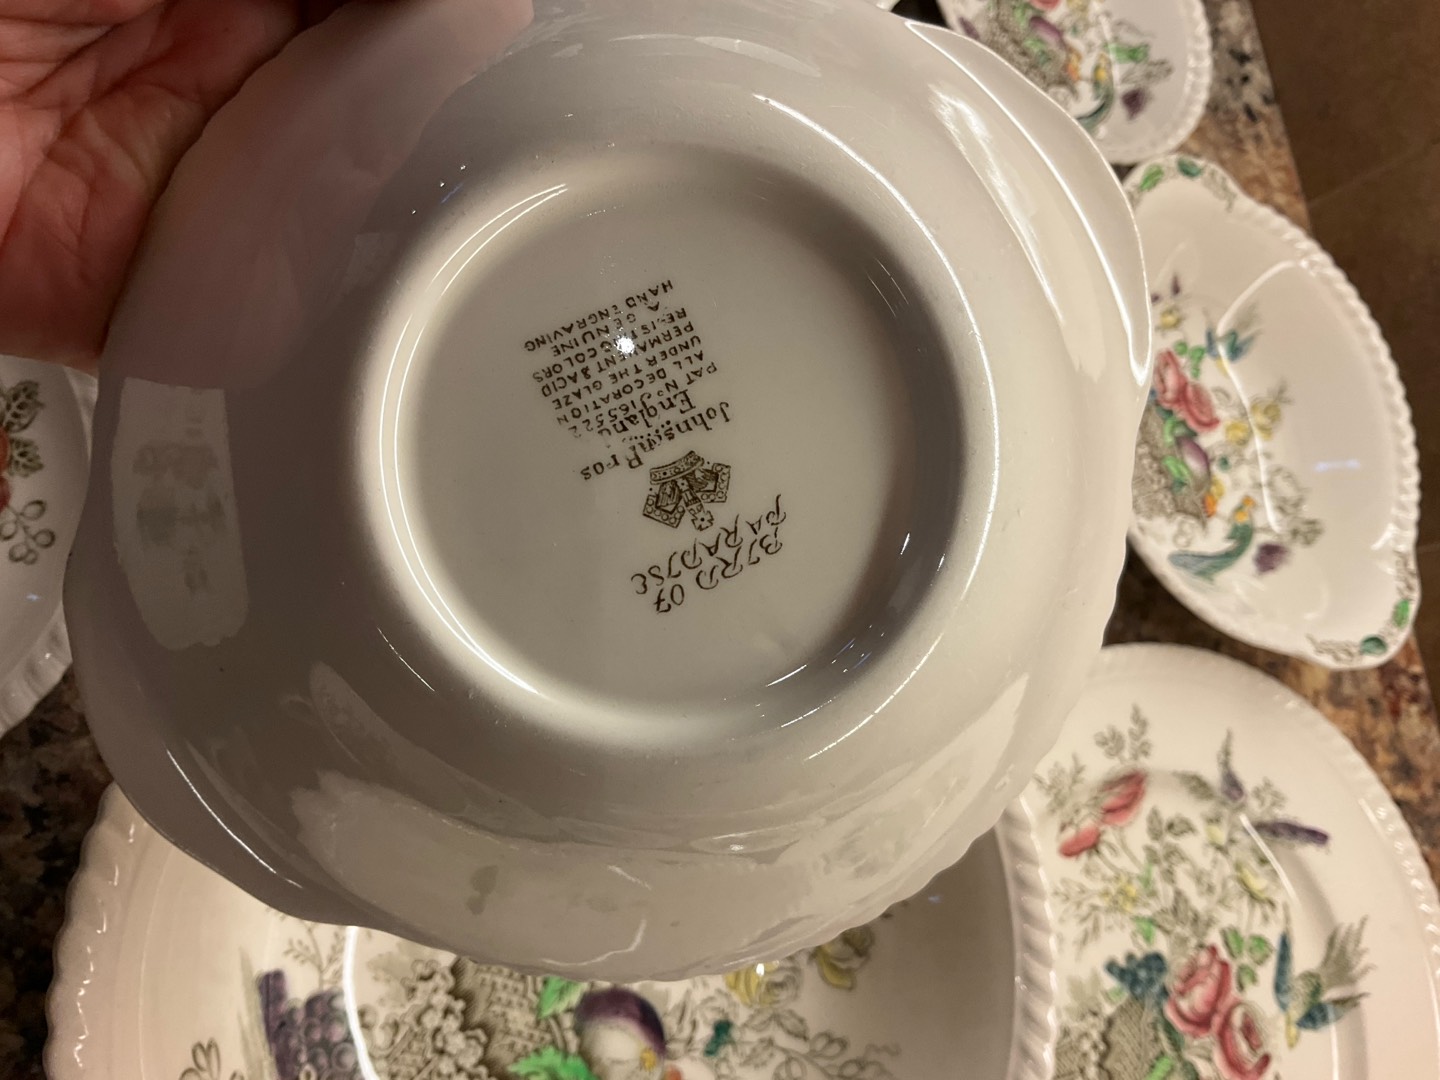 BIRD OF
PARADISE
Johnson Bros
England
PAT No 1655522
ALL DECORATION
UNDER THE GLAZE
PERMANENT & ACID
RESISTING COLORS
A GENUINE
HAND ENGRAVING